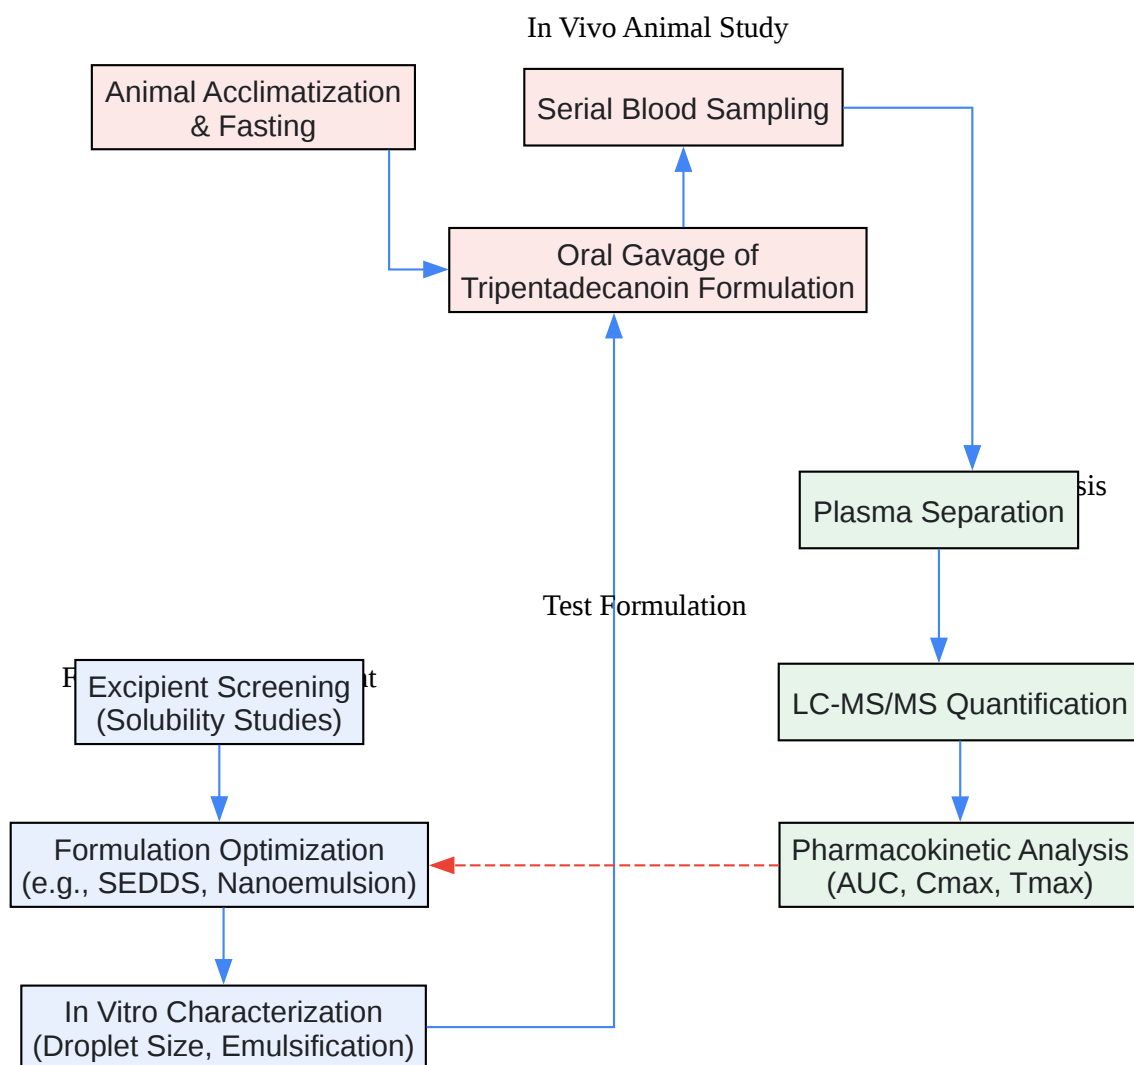 In Vivo Animal Study
Animal Acclimatization
& Fasting
Serial Blood Sampling
Oral Gavage of
Tripentadecanoin Formulation
Plasma Separation
Test Formulation
Excipient Screening
(Solubility Studies)
LC-MS/MS Quantification
Formulation Optimization
(e.g., SEDDS, Nanoemulsion)
Pharmacokinetic Analysis
(AUC, Cmax, Tmax)
In Vitro Characterization
(Droplet Size, Emulsification)